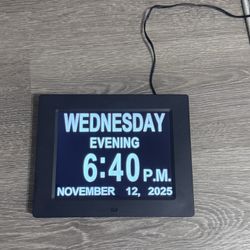 WEDNESDAY
EVENING
6:40 P.M.
NOVEMBER 12, 2025